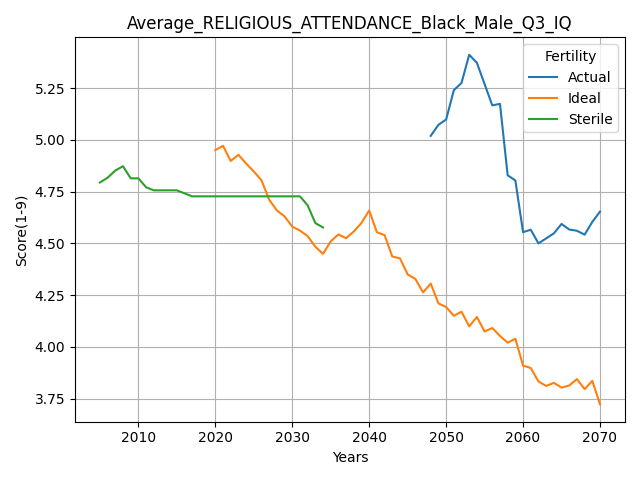 Average_RELIGIOUS_ATTENDANCE_Black_Male_Q3_IQ
Fertility
Actual
Ideal
Sterile
Score(1-9)
5.25
5.00
4.75
4.50
4.25
4.00
3.75
2010 2020 2030 2040 2050 2060 2070
Years